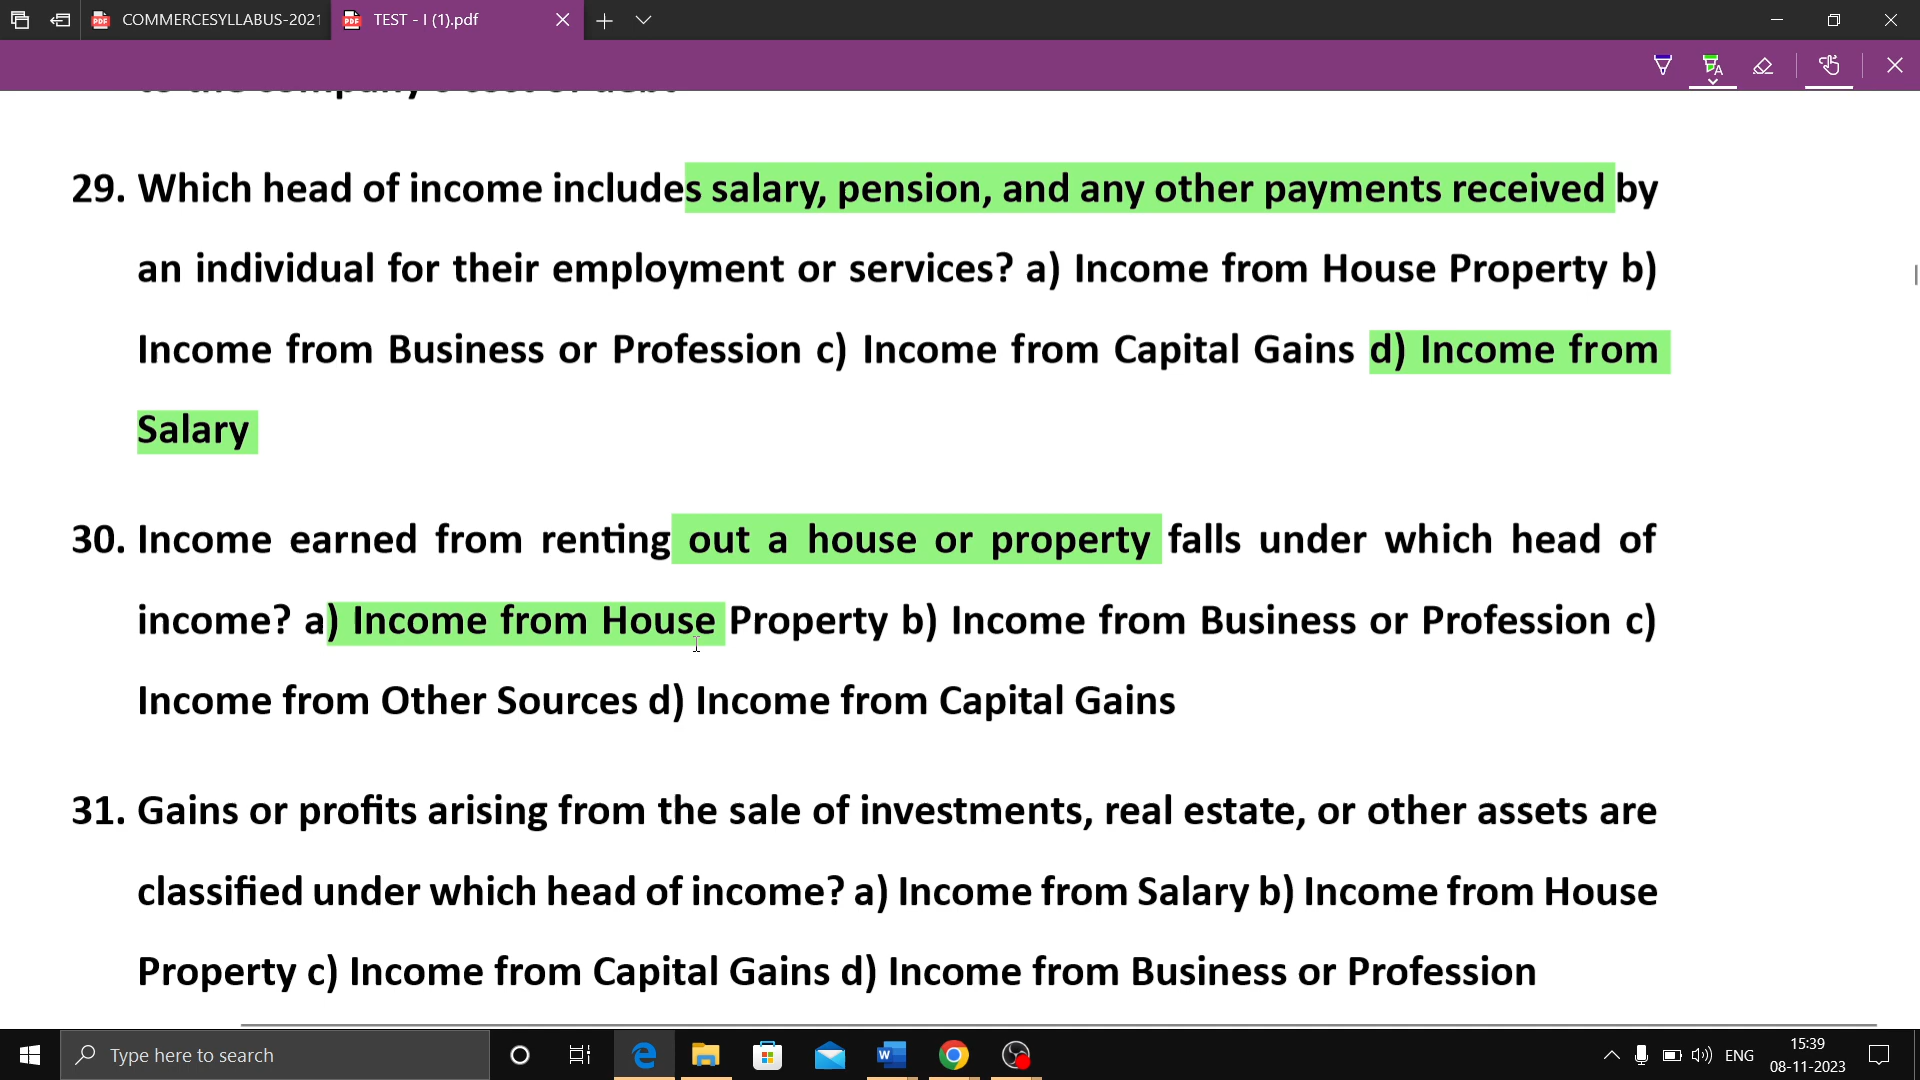 COMMERCESYLLABUS-2021
TEST - I (1).pdf
to the company's cost of debt
29. Which head of income includes salary, pension, and any other payments received by
an individual for their employment or services? a) Income from House Property b)
Income from Business or Profession c) Income from Capital Gains d) Income from
Salary
30. Income earned from renting out a house or property falls under which head of
income? a) Income from House Property b) Income from Business or Profession c)
Income from Other Sources d) Income from Capital Gains
31. Gains or profits arising from the sale of investments, real estate, or other assets are
classified under which head of income? a) Income from Salary b) Income from House
Property c) Income from Capital Gains d) Income from Business or Profession
Type here to search
ENG
15:39
08-11-2023